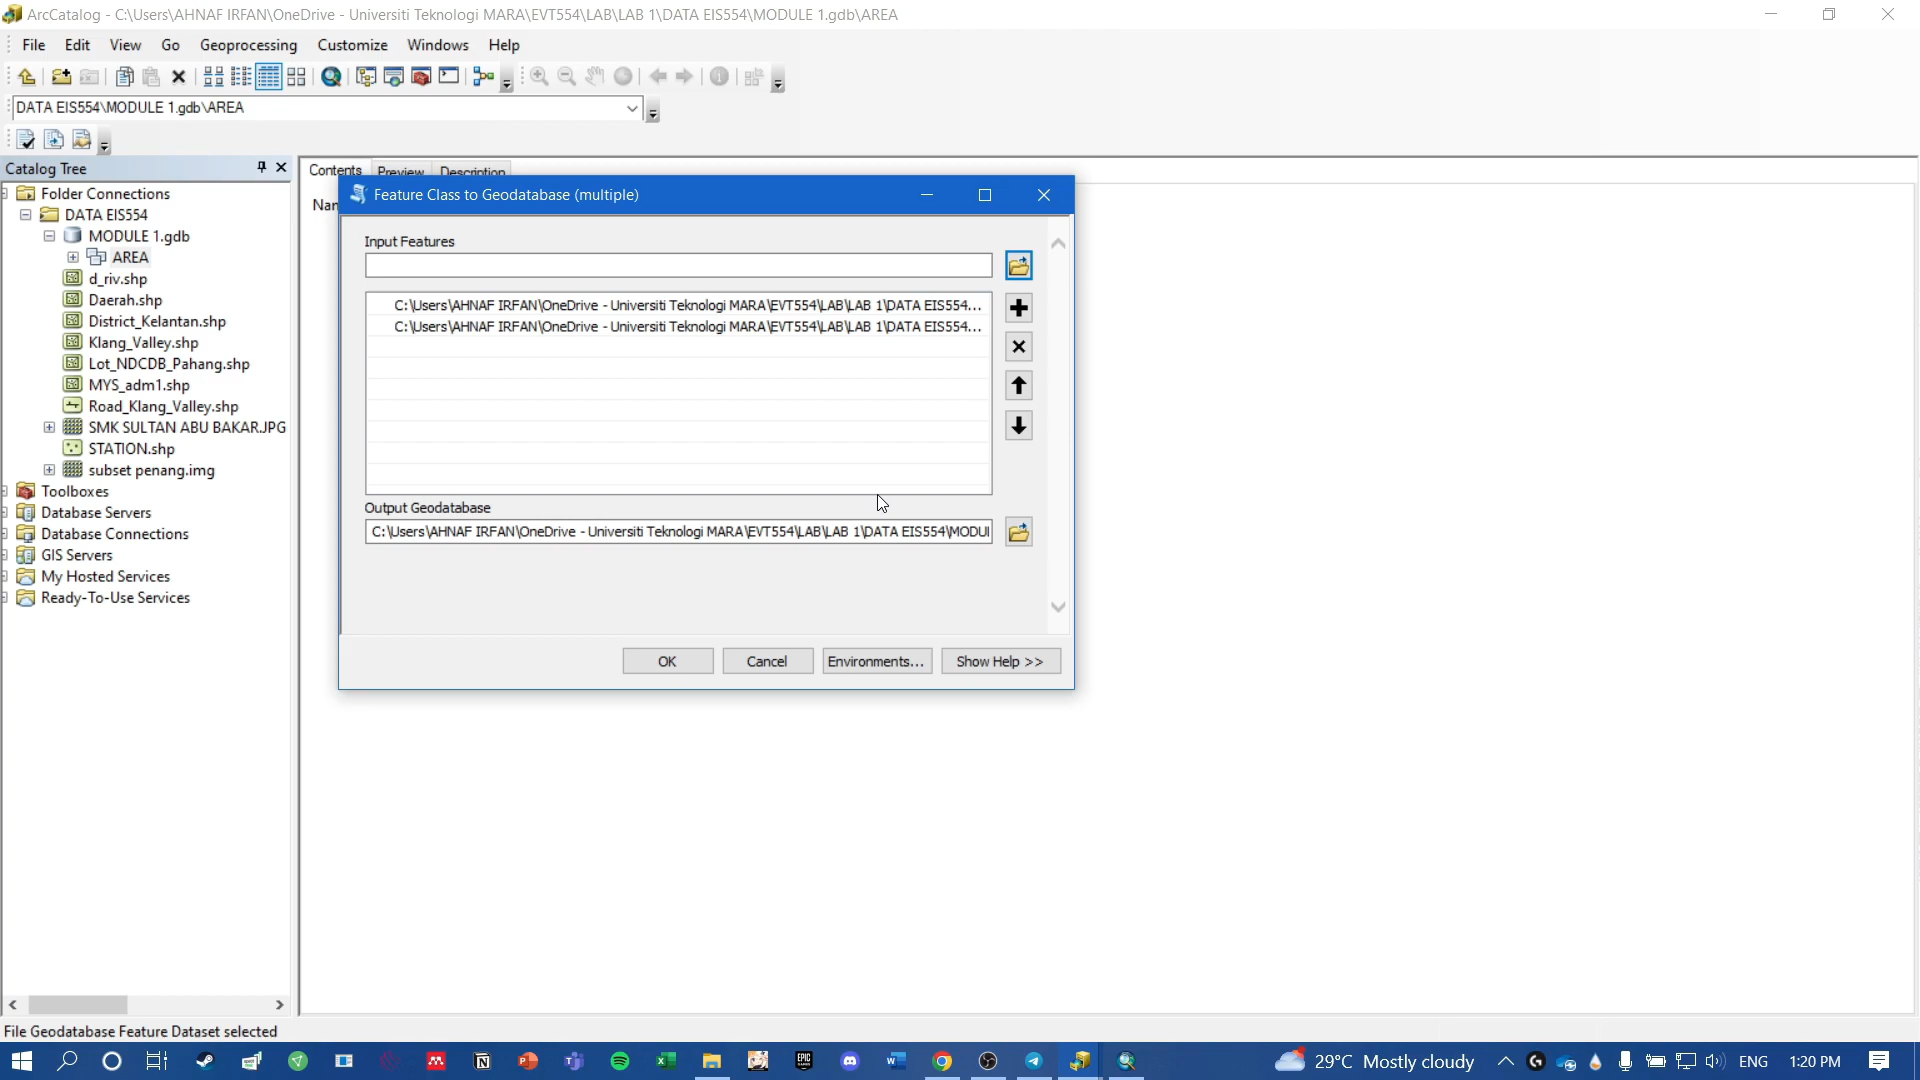 ArcCatalog - C:\Users\AHNAF IRFAN\OneDrive - Universiti Teknologi MARA\EVT554\LAB\LAB 1\DATA EIS554\MODULE 1.gdb\AREA
File Edit View Go Geoprocessing Customize Windows Help
DATA EIS554\MODULE 1.gdb\AREA
Catalog Tree
Folder Connections
DATA EIS554
MODULE 1.gdb
AREA
d_riv.shp
Daerah.shp
District_Kelantan.shp
Klang_Valley.shp
Lot_NDCDB_Pahang.shp
MYS_adm1.shp
Road_Klang_Valley.shp
SMK SULTAN ABU BAKAR.JPG
STATION.shp
subset penang.img
Toolboxes
Database Servers
Database Connections
GIS Servers
My Hosted Services
Ready-To-Use Services
Contents Preview Description
Nam
Feature Class to Geodatabase (multiple)
Input Features
C:\Users\AHNAF IRFAN\OneDrive - Universiti Teknologi MARA\EVT554\LAB\LAB 1\DATA EIS554...
C:\Users\AHNAF IRFAN\OneDrive - Universiti Teknologi MARA\EVT554\LAB\LAB 1\DATA EIS554...
Output Geodatabase
C:\Users\AHNAF IRFAN\OneDrive - Universiti Teknologi MARA\EVT554\LAB\LAB 1\DATA EIS554\MODUI
OK Cancel Environments... Show Help >>
File Geodatabase Feature Dataset selected
29°C Mostly cloudy ENG 1:20 PM